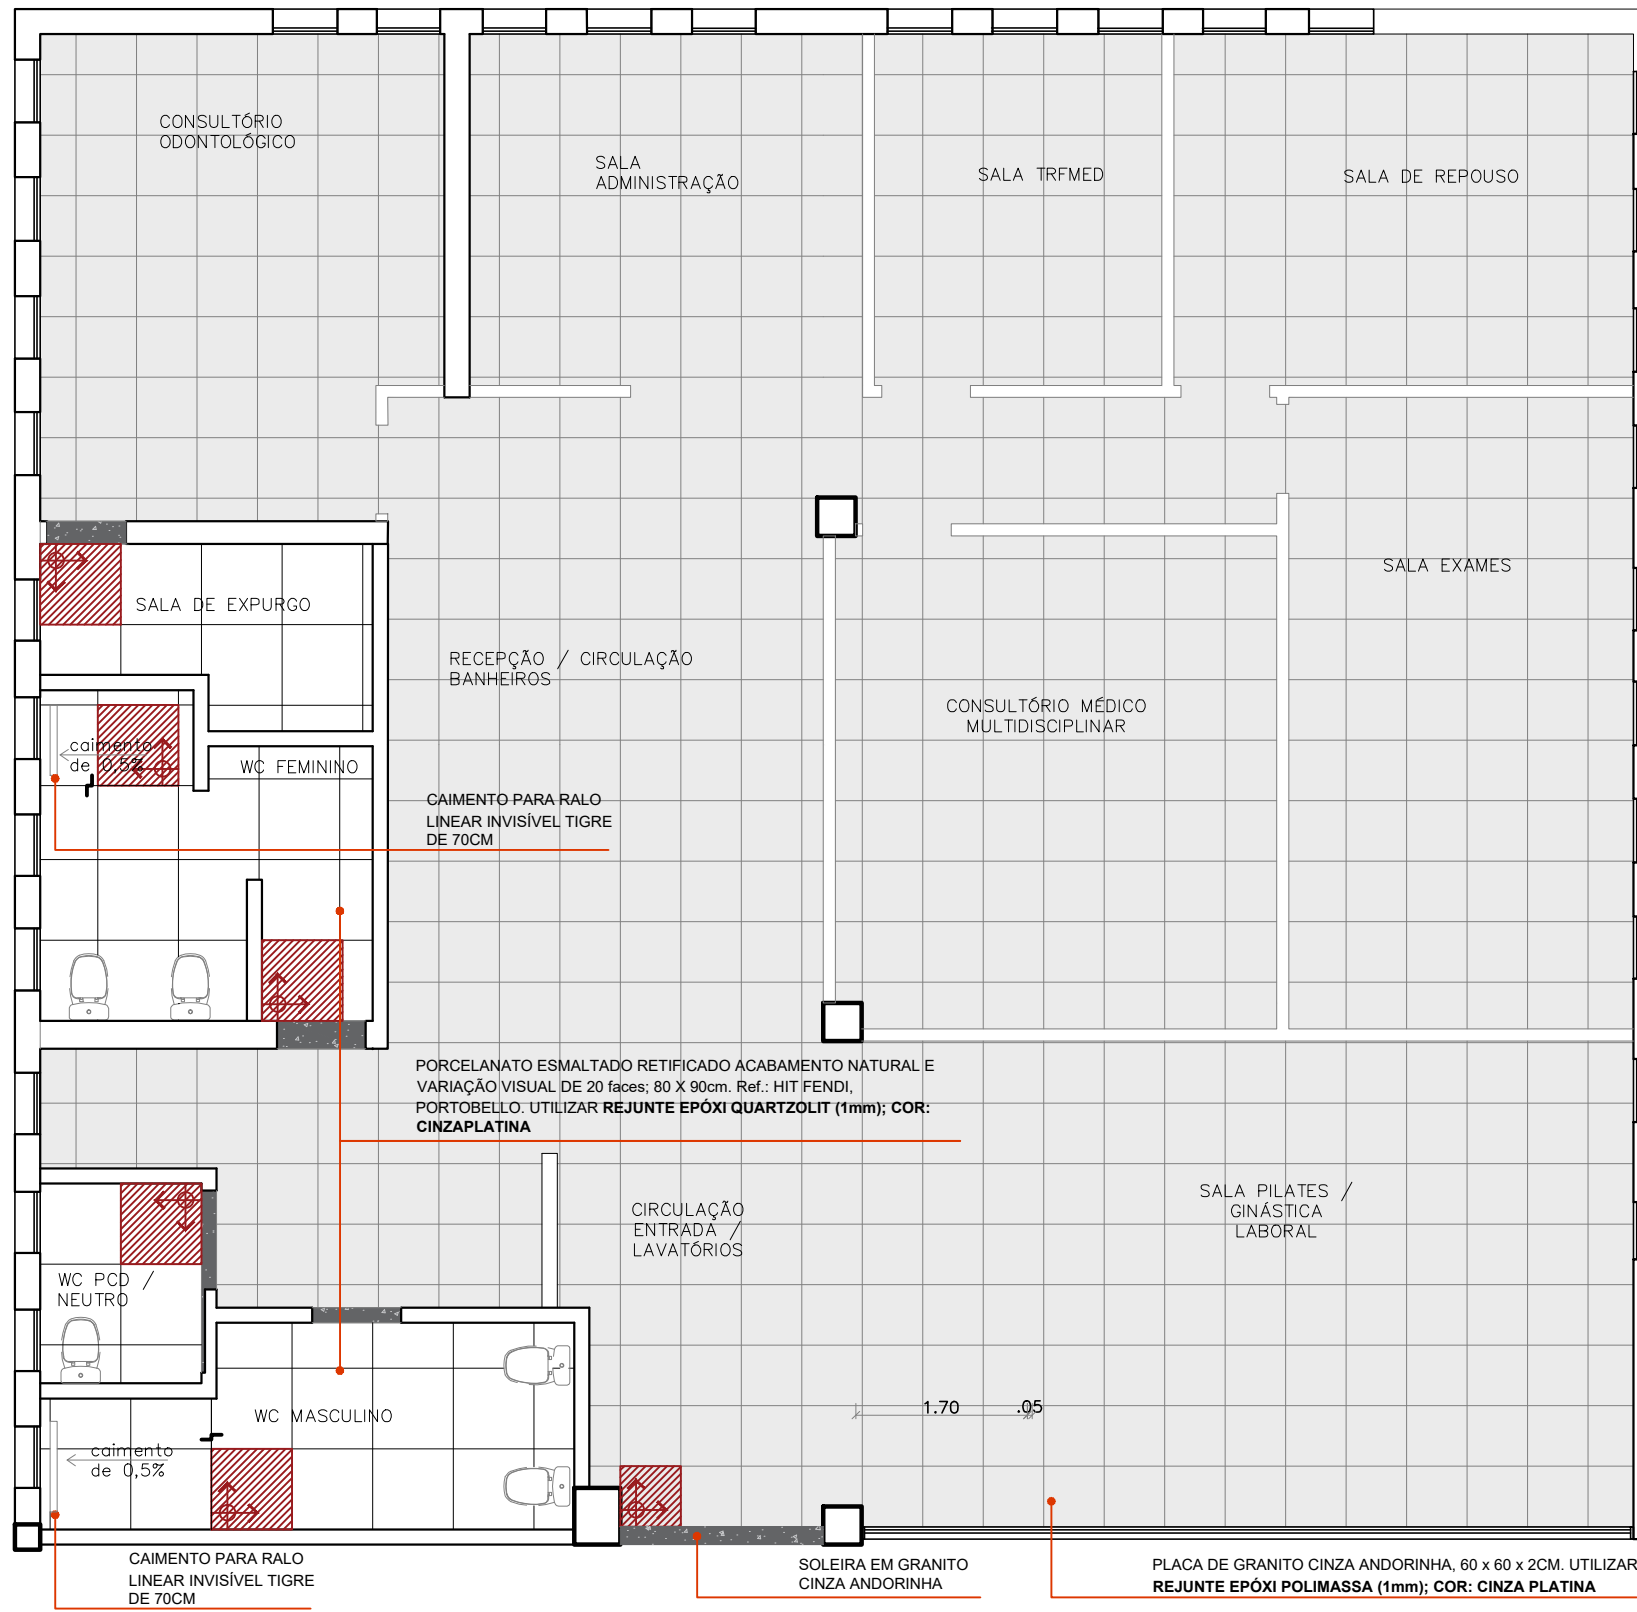 CONSULTÓRIO
ODONTOLÓGICO
SALA
ADMINISTRAÇÃO
SALA TRFMED
SALA DE REPOUSO
SALA EXAMES
SALA DE EXPURGO
RECEPÇÃO / CIRCULAÇÃO
BANHEIROS
CONSULTÓRIO MÉDICO
MULTIDISCIPLINAR
caimento
de 0,5%
WC FEMININO
CAIMENTO PARA RALO
LINEAR INVISÍVEL TIGRE
DE 70CM
PORCELANATO ESMALTADO RETIFICADO ACABAMENTO NATURAL E
VARIAÇÃO VISUAL DE 20 faces; 80 X 90cm. Ref.: HIT FENDI,
PORTOBELLO. UTILIZAR REJUNTE EPÓXI QUARTZOLIT (1mm); COR:
CINZAPLATINA
SALA PILATES /
GINÁSTICA
LABORAL
CIRCULAÇÃO
ENTRADA /
LAVATÓRIOS
WC PCD /
NEUTRO
WC MASCULINO
1.70 .05
caimento
de 0,5%
CAIMENTO PARA RALO
LINEAR INVISÍVEL TIGRE
DE 70CM
SOLEIRA EM GRANITO
CINZA ANDORINHA
PLACA DE GRANITO CINZA ANDORINHA, 60 x 60 x 2CM. UTILIZAR
REJUNTE EPÓXI POLIMASSA (1mm); COR: CINZA PLATINA